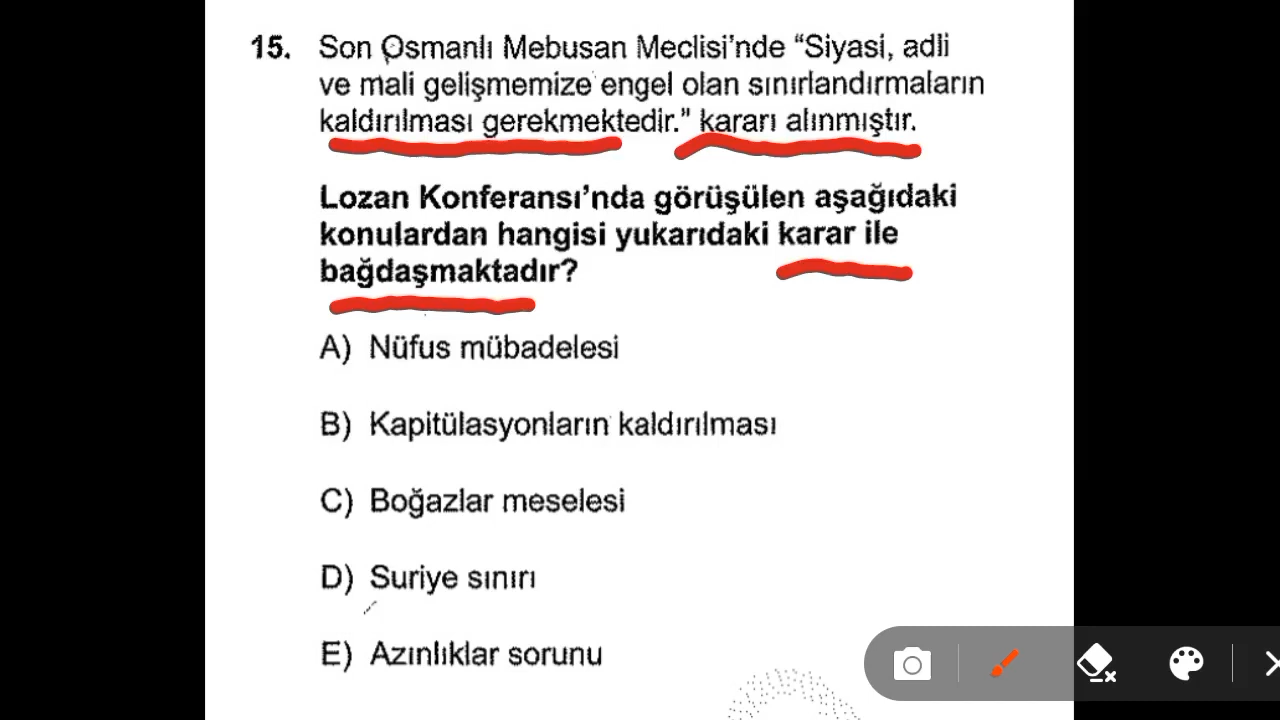 15. Son Osmanlı Mebusan Meclisi'nde “Siyasi, adli
ve mali gelişmemize engel olan sınırlandırmaların
kaldırılması gerekmektedir.” kararı alınmıştır.
Lozan Konferansı'nda görüşülen aşağıdaki
konulardan hangisi yukarıdaki karar ile
bağdaşmaktadır?
A) Nüfus mübadelesi
B) Kapitülasyonların kaldırılması
C) Boğazlar meselesi
D) Suriye sınırı
E) Azınlıklar sorunu